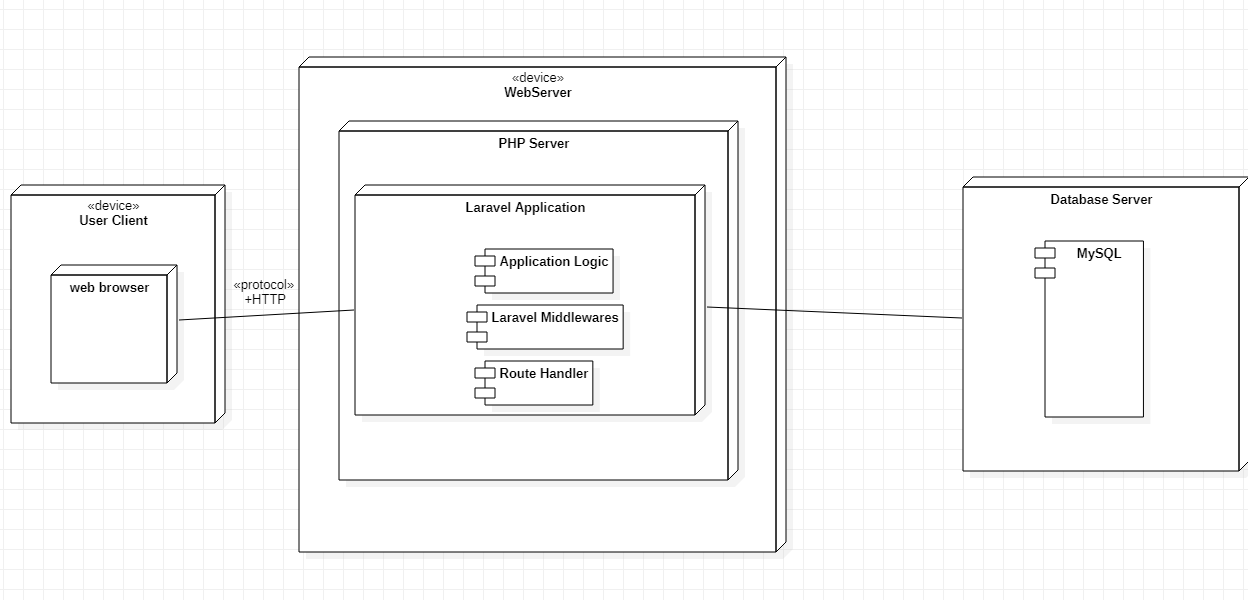 «device»
User Client
web browser
«protocol»
+HTTP
«device»
WebServer
PHP Server
Laravel Application
Application Logic
Laravel Middlewares
Route Handler
Database Server
MySQL